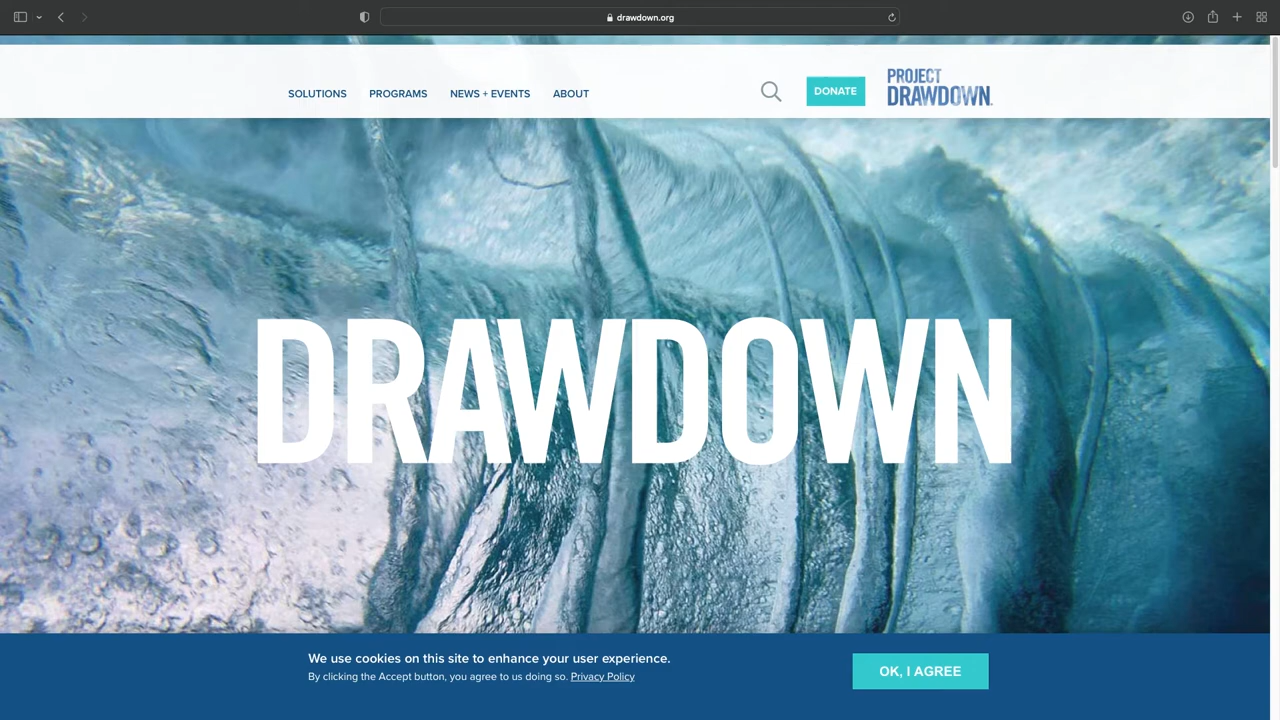 drawdown.org
SOLUTIONS PROGRAMS NEWS + EVENTS ABOUT DONATE PROJECT DRAWDOWN.
DRAWDOWN
We use cookies on this site to enhance your user experience.
By clicking the Accept button, you agree to us doing so. Privacy Policy
OK, I AGREE